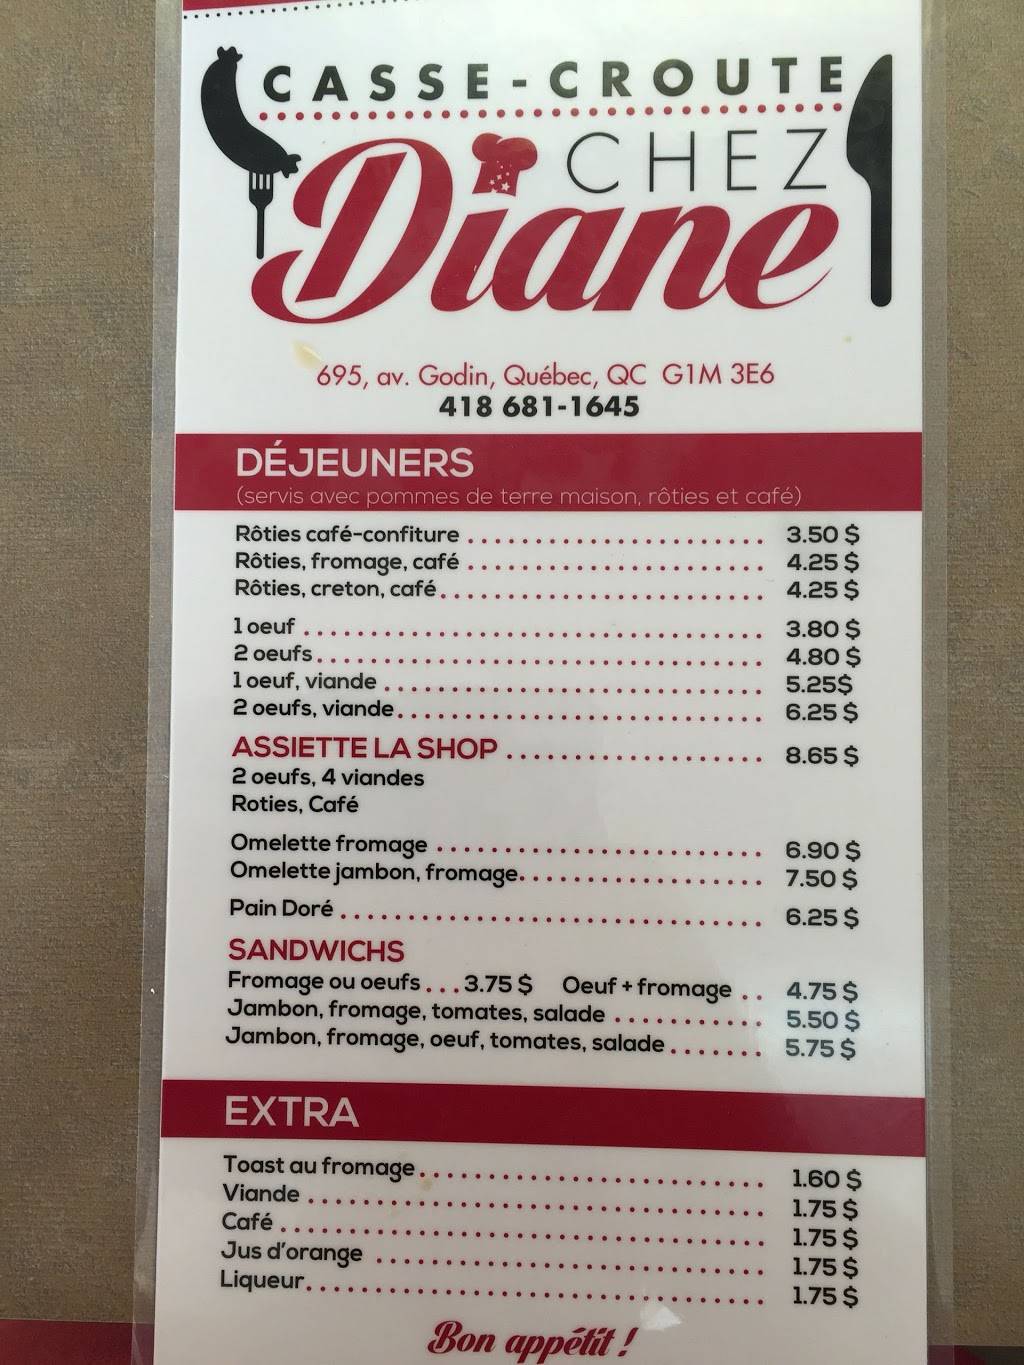 CASSE-CROUTE
CHEZ
Diane
695, av. Godin, Québec, QC G1M 3E6
418 681-1645
DÉJEUNERS
(servis avec pommes de terre maison, rôties et café)
Rôties café-confiture ........................ 3.50 $
Rôties, fromage, café ........................ 4.25 $
Rôties, creton, café........................ 4.25 $
1 oeuf ........................ 3.80 $
2 oeufs........................ 4.80 $
1 oeuf, viande ........................ 5.25$
2 oeufs, viande........................ 6.25 $
ASSIETTE LA SHOP .................... 8.65 $
2 oeufs, 4 viandes
Roties, Café
Omelette fromage ........................ 6.90 $
Omelette jambon, fromage.................. 7.50 $
Pain Doré ........................ 6.25 $
SANDWICHS
Fromage ou oeufs ... 3.75 $ Oeuf + fromage .. 4.75 $
Jambon, fromage, tomates, salade ........... 5.50 $
Jambon, fromage, oeuf, tomates, salade ....... 5.75 $
EXTRA
Toast au fromage........................ 1.60 $
Viande ........................ 1.75 $
Café ........................ 1.75 $
Jus d'orange ........................ 1.75 $
Liqueur........................ 1.75 $
Bon appétit !